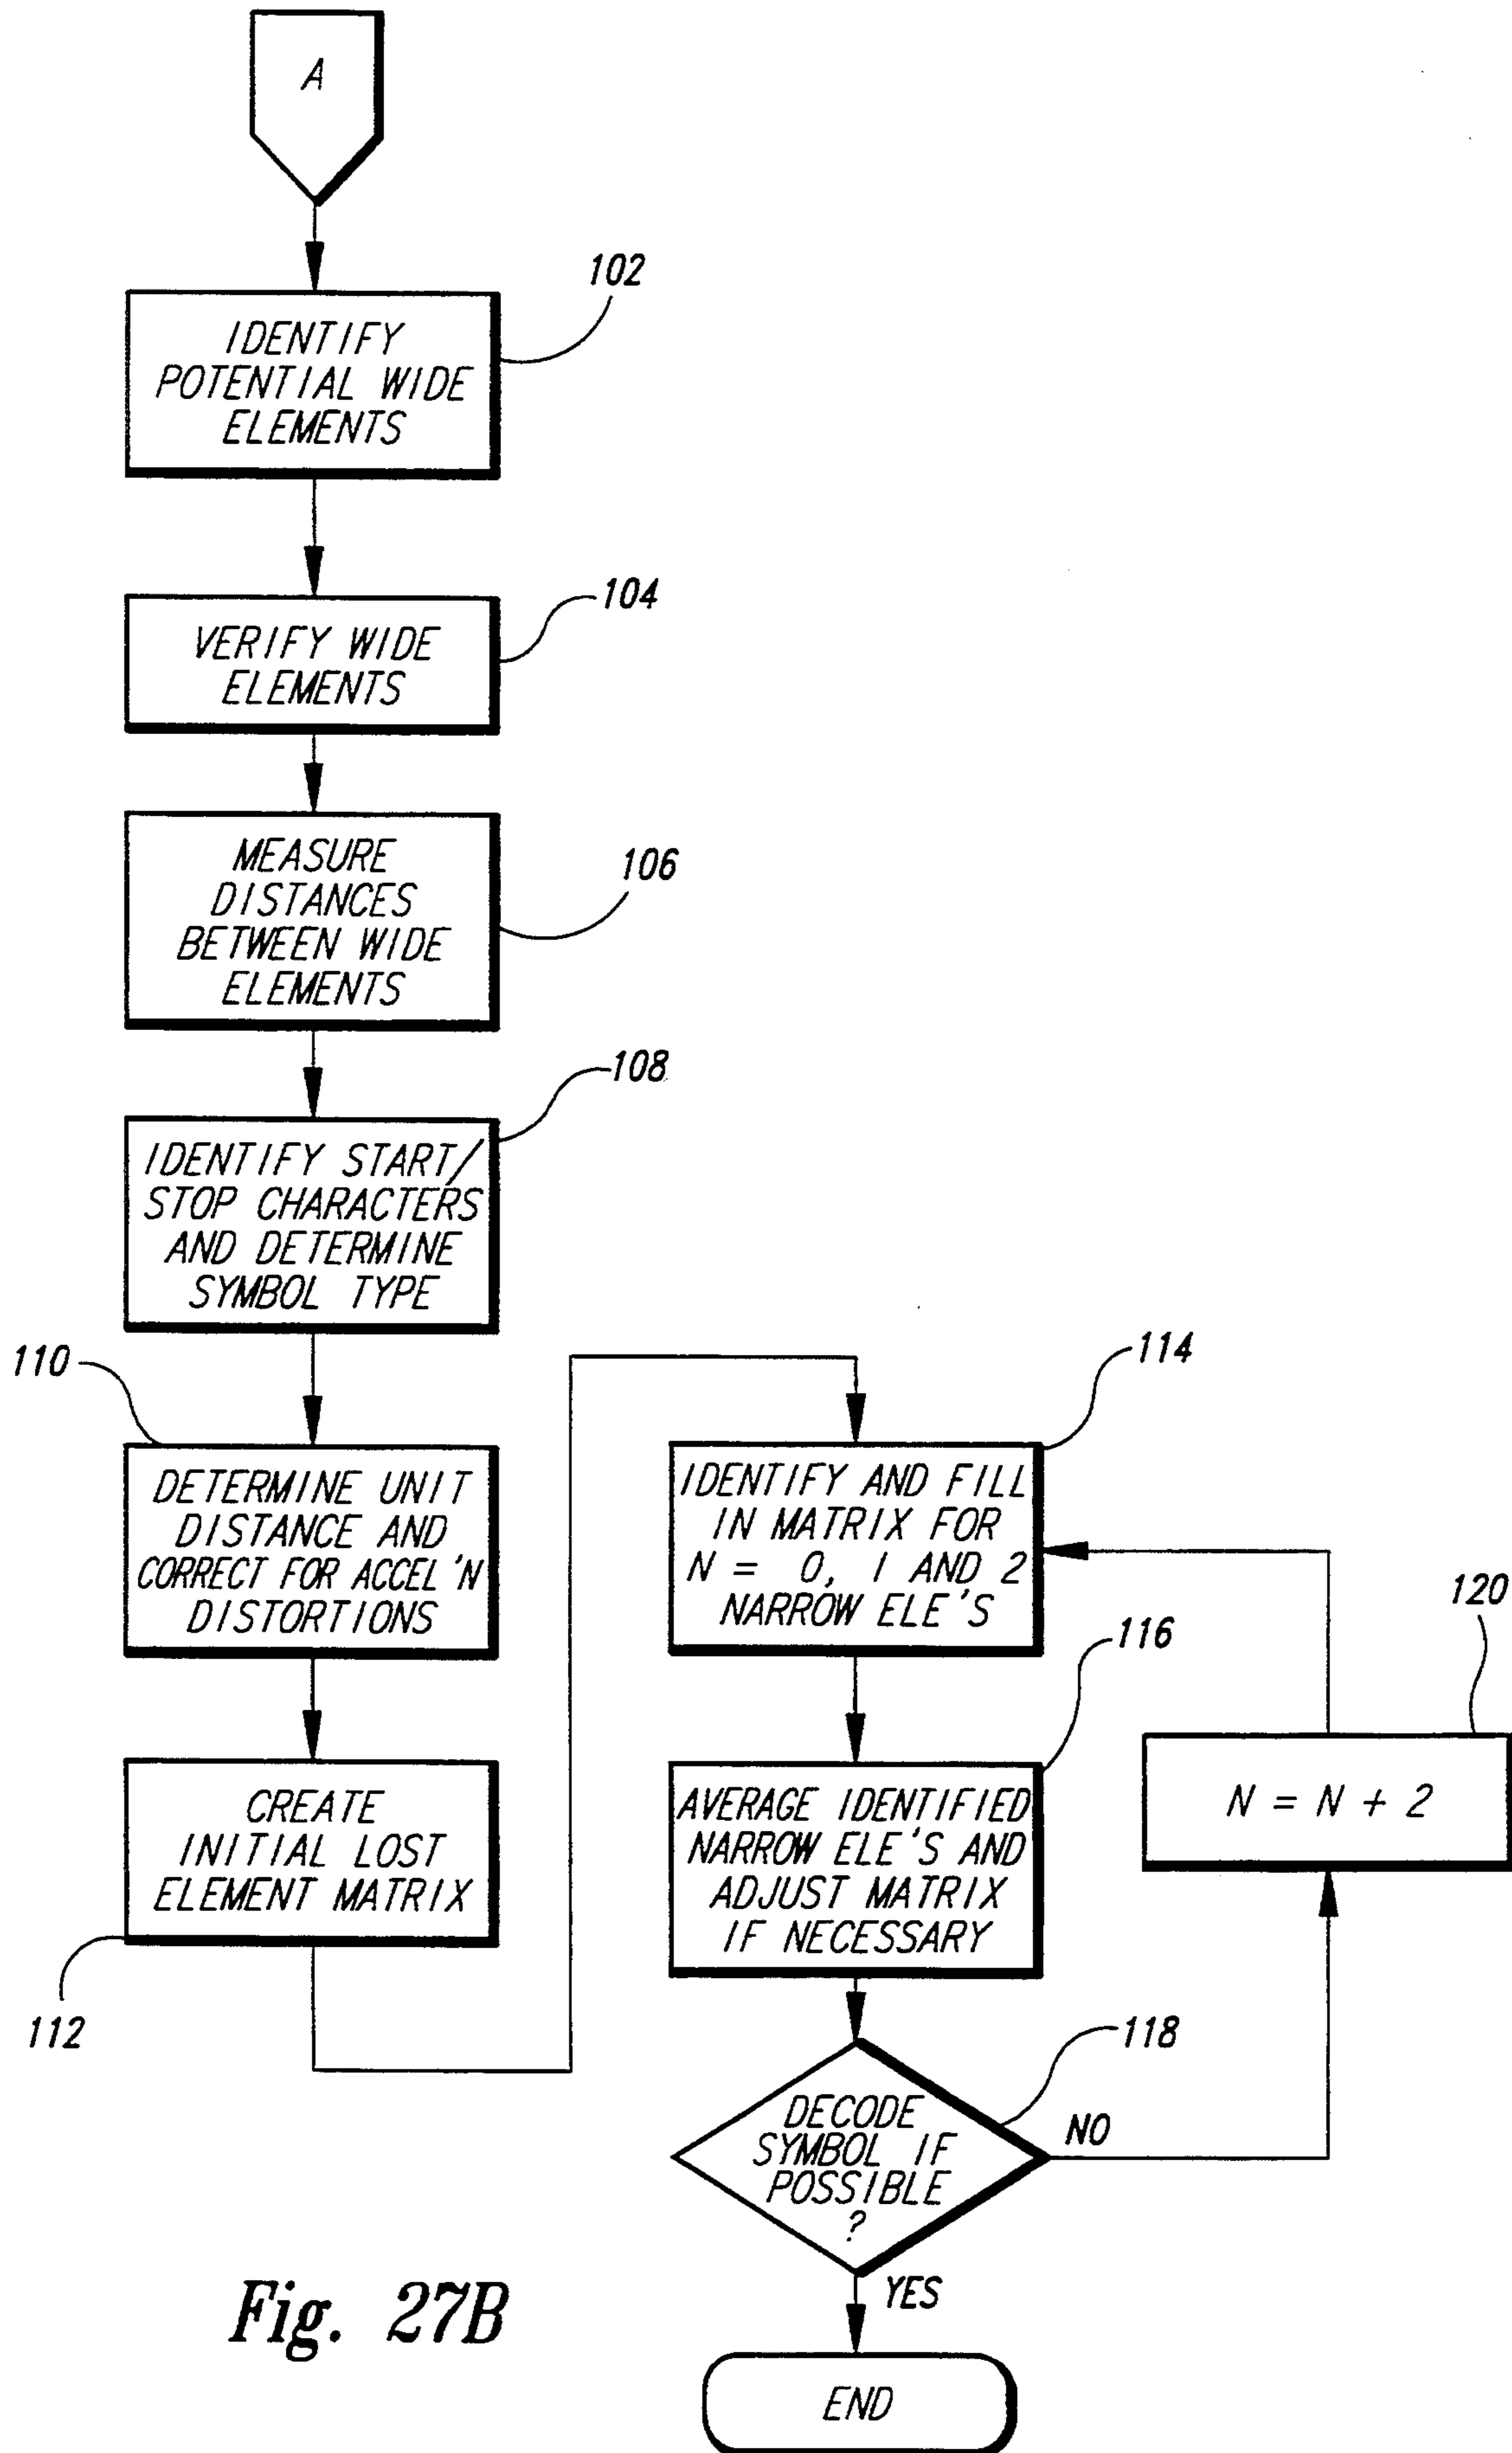 A
102
IDENTIFY
POTENTIAL WIDE
ELEMENTS
104
VERIFY WIDE
ELEMENTS
106
MEASURE
DISTANCES
BETWEEN WIDE
ELEMENTS
108
IDENTIFY START/
STOP CHARACTERS
AND DETERMINE
SYMBOL TYPE
110
DETERMINE UNIT
DISTANCE AND
CORRECT FOR ACCEL'N
DISTORTIONS
CREATE
INITIAL LOST
ELEMENT MATRIX
112
114
IDENTIFY AND FILL
IN MATRIX FOR
N = 0, 1 AND 2
NARROW ELE'S
116
AVERAGE IDENTIFIED
NARROW ELE'S AND
ADJUST MATRIX
IF NECESSARY
120
N = N + 2
118
DECODE
SYMBOL IF
POSSIBLE
?
NO
YES
END
Fig. 27B